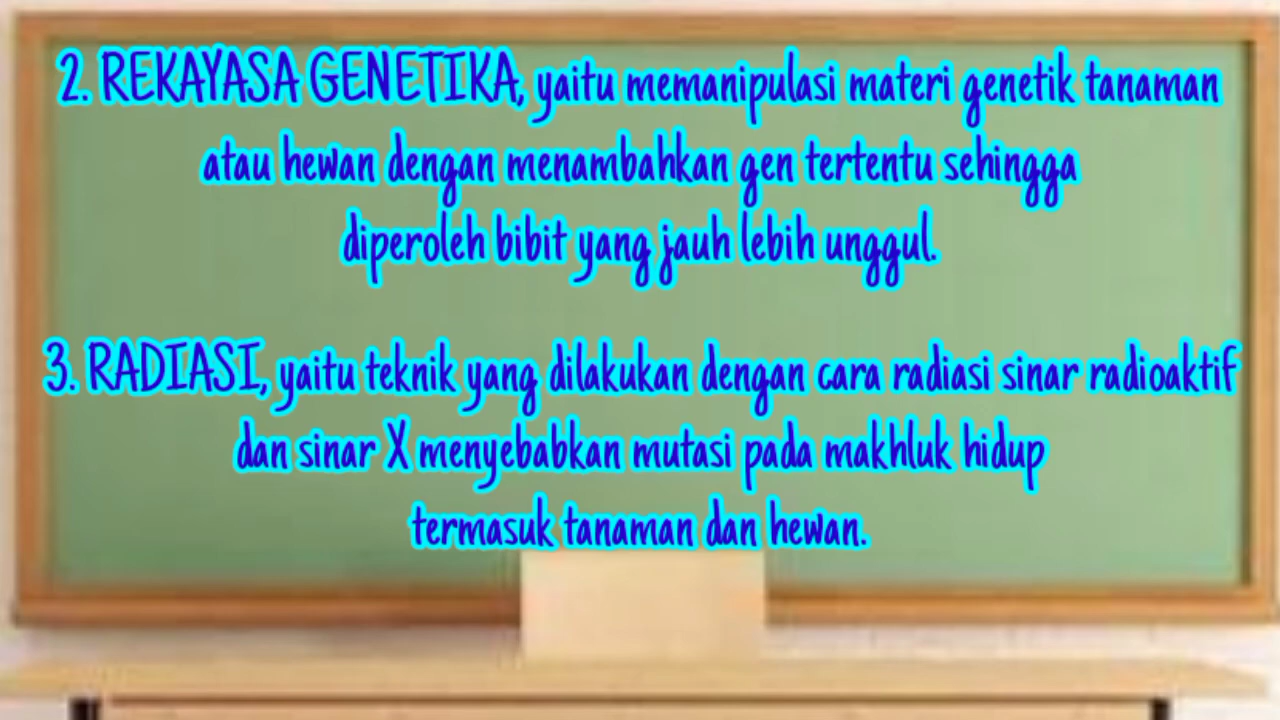 2. REKAYASA GENETIKA, yaitu memanipulasi materi genetik tanaman
atau hewan dengan menambahkan gen tertentu sehingga
diperoleh bibit yang jauh lebih unggul.
3. RADIASI, yaitu teknik yang dilakukan dengan cara radiasi sinar radioaktif
dan sinar X menyebabkan mutasi pada makhluk hidup
termasuk tanaman dan hewan.